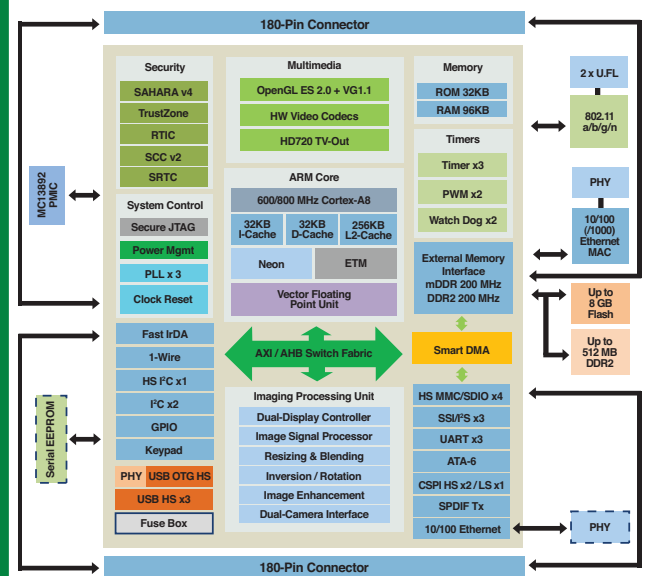 180-Pin Connector
Security
SAHARA v4
TrustZone
RTIC
SCC v2
SRTC
System Control
Secure JTAG
Power Mgmt
PLL x 3
Clock Reset
Fast IrDA
1-Wire
HS I²C x1
I²C x2
GPIO
Keypad
PHY
USB OTG HS
USB HS x3
Fuse Box
Multimedia
OpenGL ES 2.0 + VG1.1
HW Video Codecs
HD720 TV-Out
ARM Core
600/800 MHz Cortex-A8
32KB
I-Cache
32KB
D-Cache
256KB
L2-Cache
Neon
ETM
Vector Floating
Point Unit
AXI / AHB Switch Fabric
Imaging Processing Unit
Dual-Display Controller
Image Signal Processor
Resizing & Blending
Inversion / Rotation
Image Enhancement
Dual-Camera Interface
Memory
ROM 32KB
RAM 96KB
Timers
Timer x3
PWM x2
Watch Dog x2
External Memory
Interface
mDDR 200 MHz
DDR2 200 MHz
Smart DMA
HS MMC/SDIO x4
SSI/I²S x3
UART x3
ATA-6
CSPI HS x2 / LS x1
SPDIF Tx
10/100 Ethernet
MC13892
PMIC
Serial EEPROM
2 x U.FL
802.11
a/b/g/n
PHY
10/100
(/1000)
Ethernet
MAC
Up to
8 GB
Flash
Up to
512 MB
DDR2
PHY
180-Pin Connector